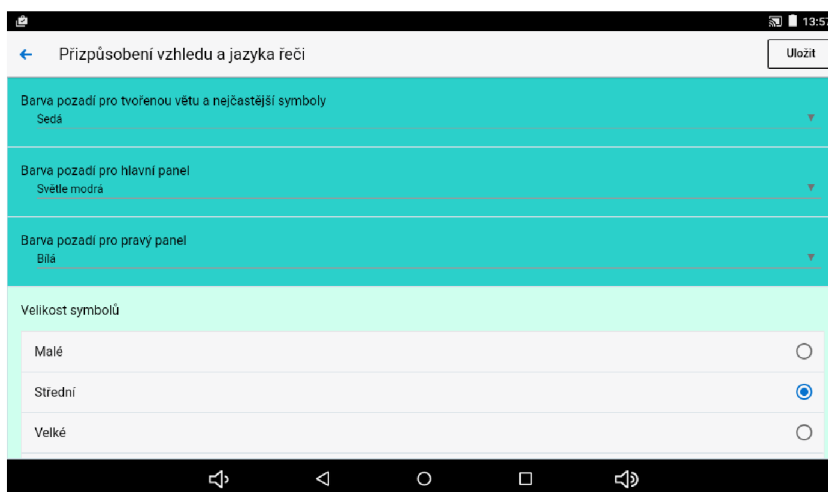 13:57
Přizpůsobení vzhledu a jazyka řeči
Uložit
Barva pozadí pro tvořenou větu a nejčastější symboly
Sedá
Barva pozadí pro hlavní panel
Světle modrá
Barva pozadí pro pravý panel
Bílá
Velikost symbolů
Malé
Střední
Velké